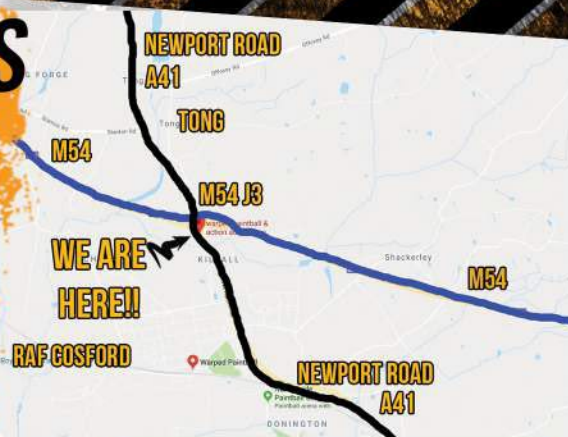 S
NEWPORT ROAD
A41
TONG
M54
M54 J3
WE ARE
HERE!!
Shackerley
M54
RAF COSFORD
Warped Paintball
NEWPORT ROAD
A41
DONINGTON